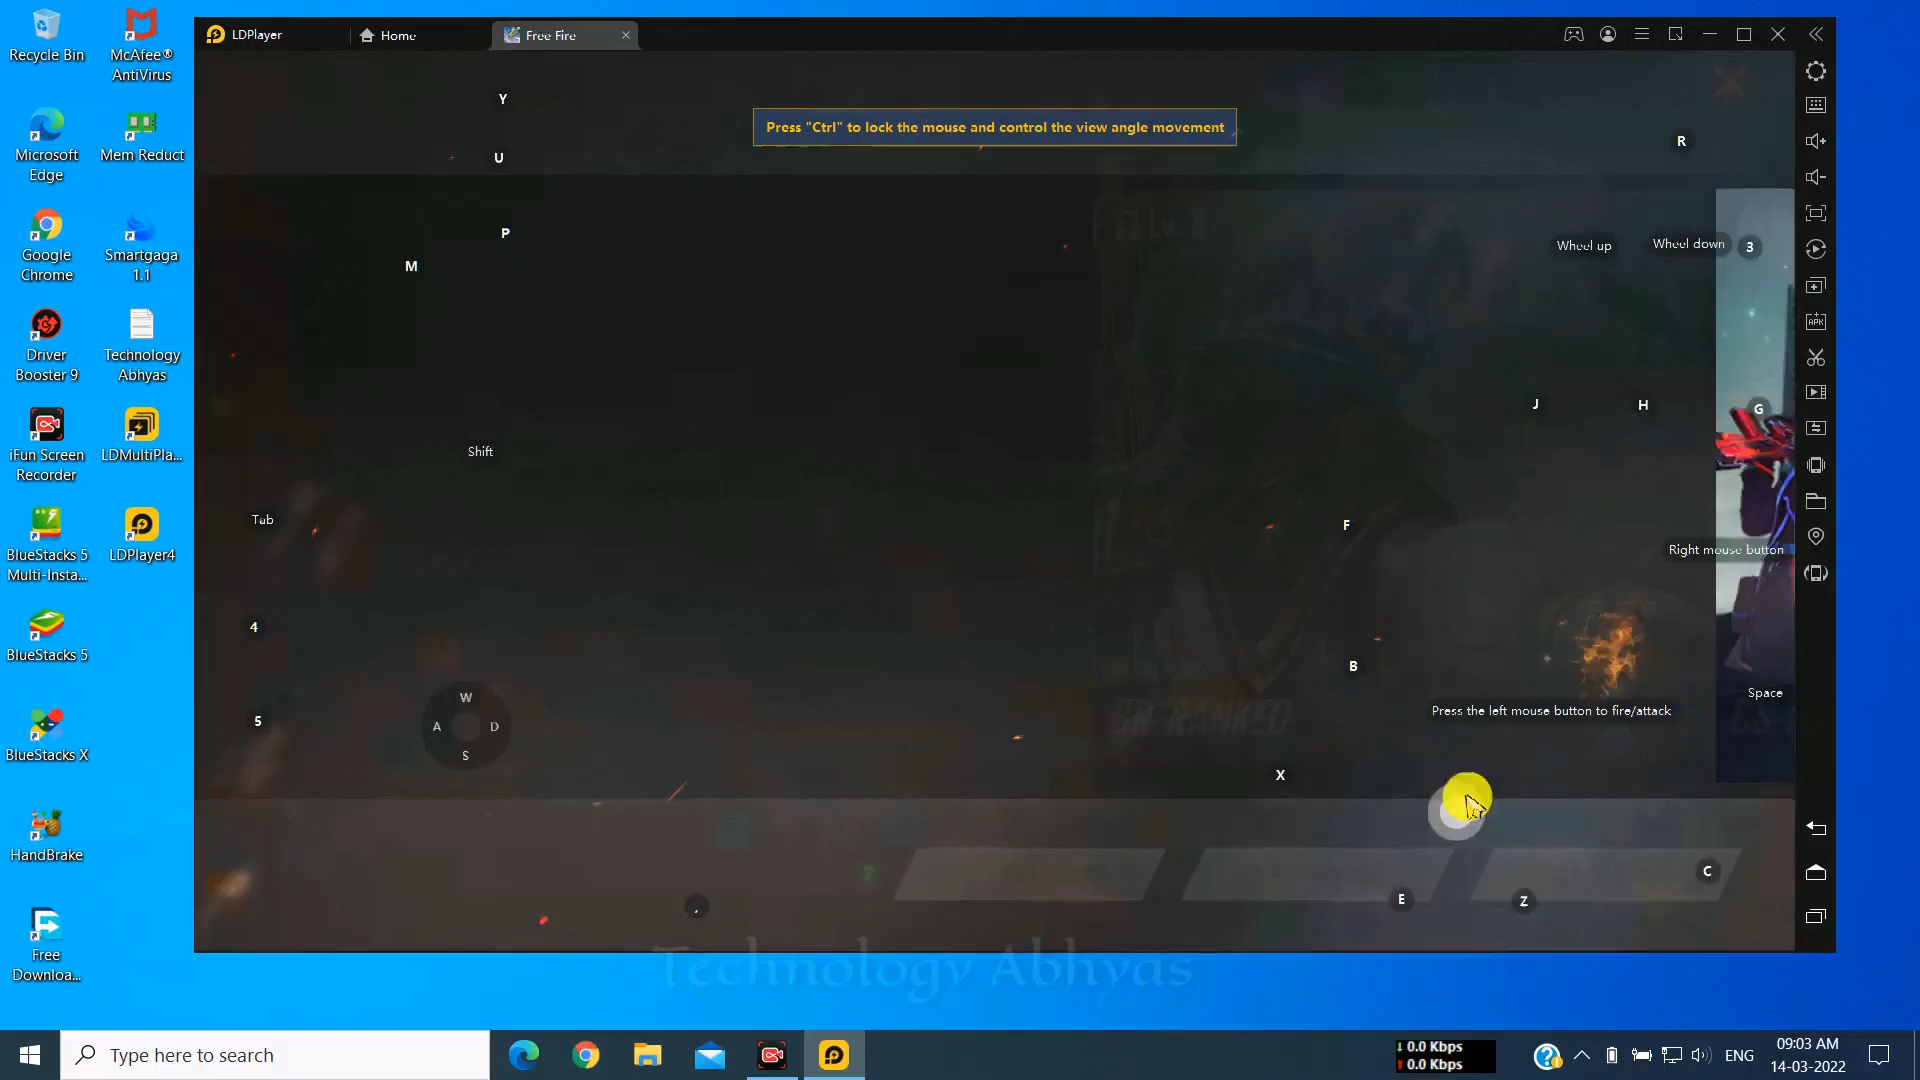 LDPlayer
Home
Free Fire
Recycle Bin
McAfee®
AntiVirus
Microsoft
Edge
Mem Reduct
Google
Chrome
Smartgaga
1.1
Driver
Booster 9
Technology
Abhyas
iFun Screen
Recorder
LDMultiPla...
BlueStacks 5
Multi-Insta...
LDPlayer4
BlueStacks 5
BlueStacks X
HandBrake
Free
Downloa...
Y
Press "Ctrl" to lock the mouse and control the view angle movement
R
U
P
M
Wheel up
Wheel down
3
APK
J
H
G
Shift
Tab
F
Right mouse button
4
B
W
A
D
S
5
Space
Press the left mouse button to fire/attack
BR-RANKED
X
C
E
Z
,
Technology Abhyas
Type here to search
↓ 0.0 Kbps
↑ 0.0 Kbps
ENG
09:03 AM
14-03-2022